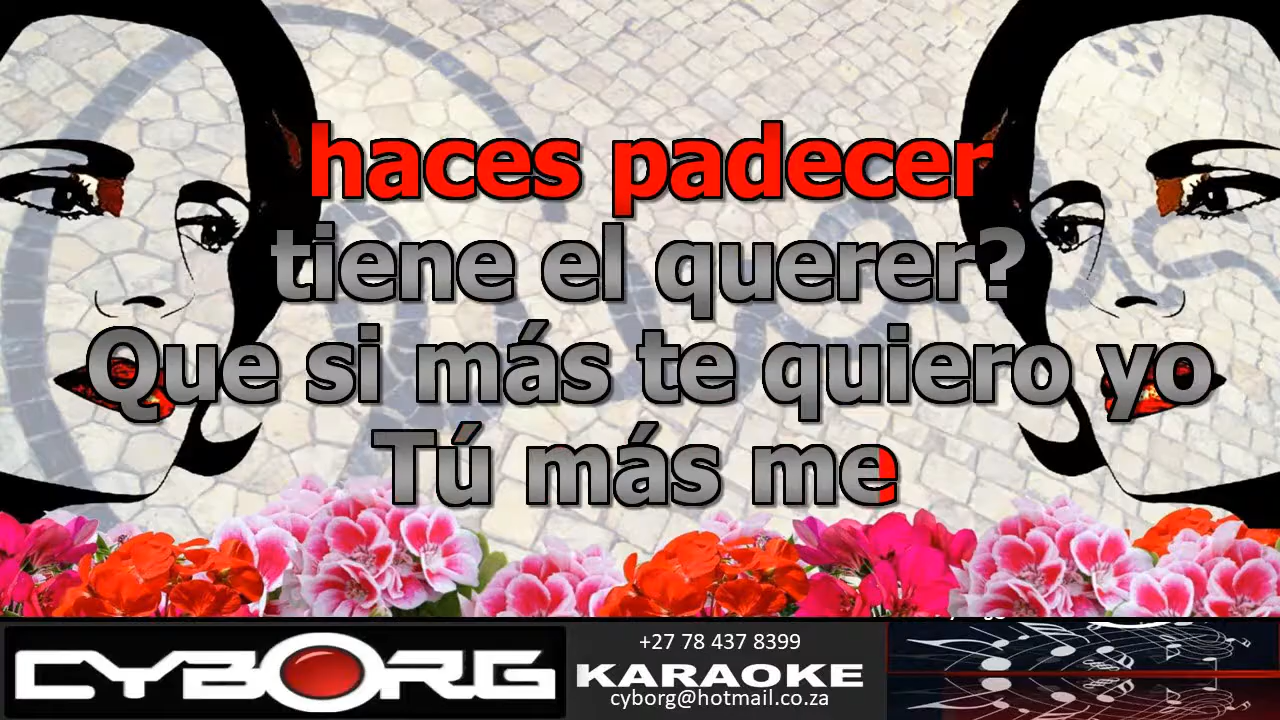 haces padecer
tiene el querer?
Que si más te quiero yo
Tú más me
CYBORG
+27 78 437 8399
KARAOKE
cyborg@hotmail.co.za